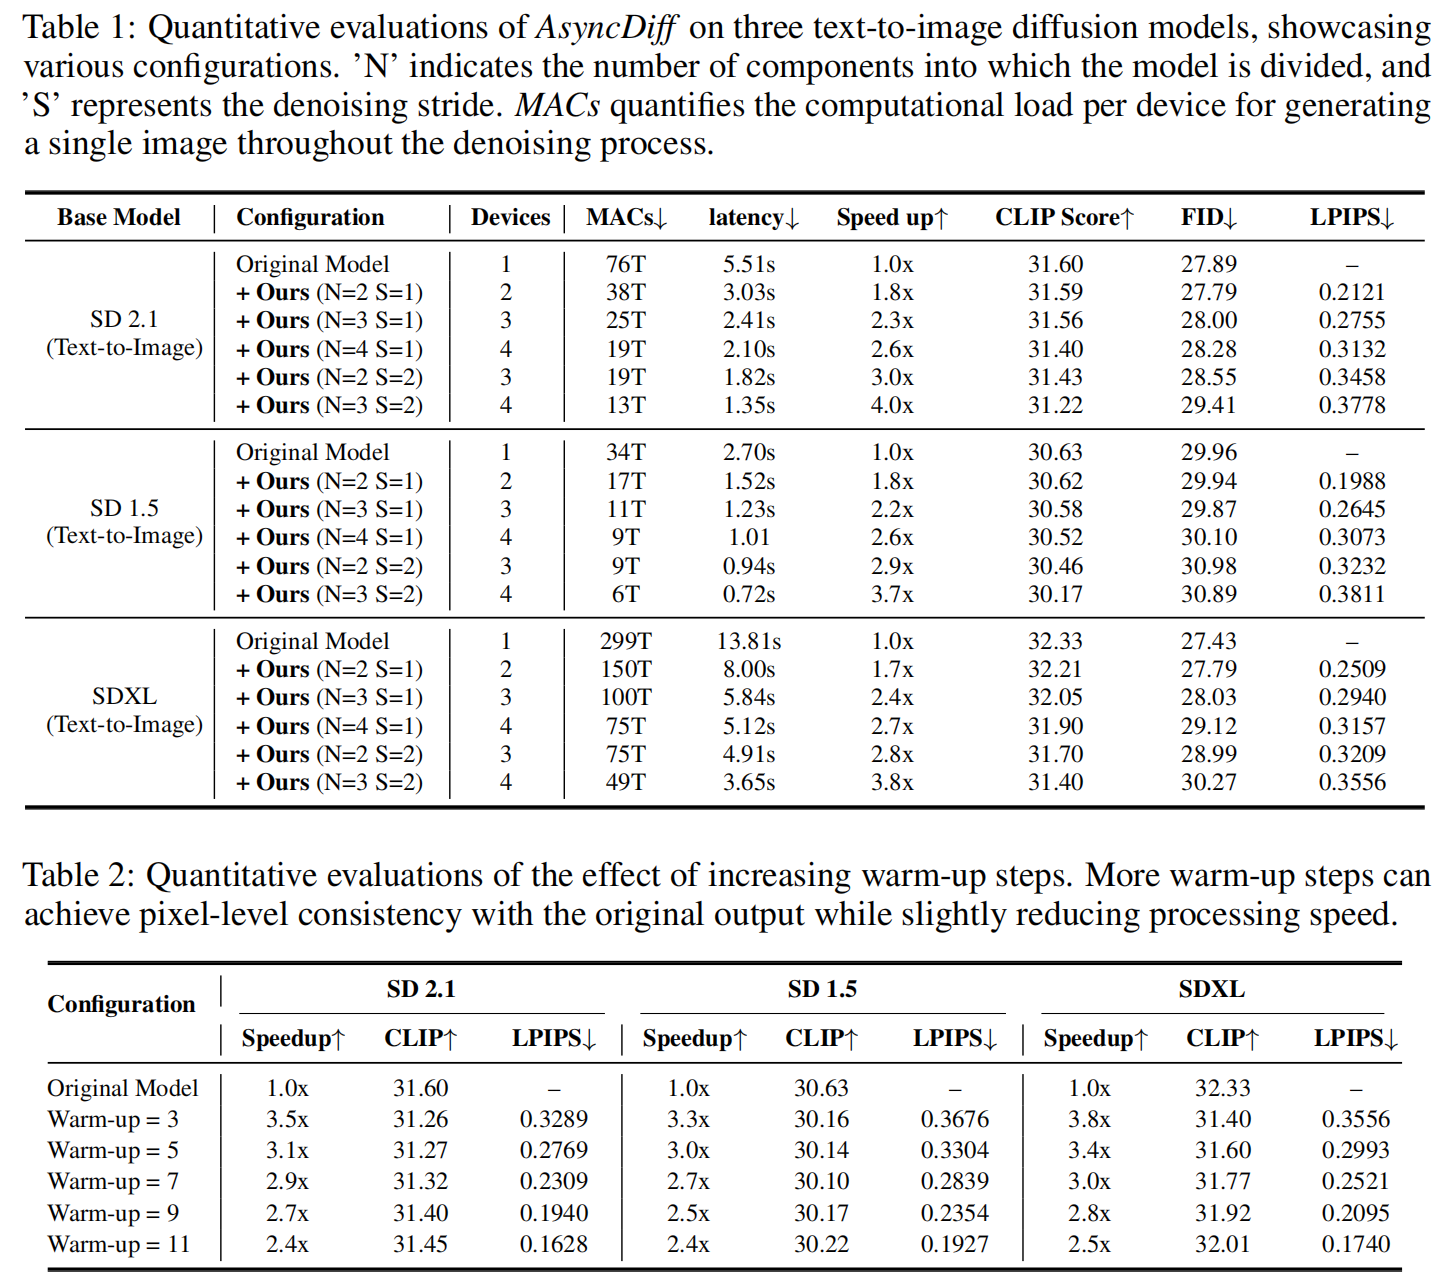 Table 1: Quantitative evaluations of AsyncDiff on three text-to-image diffusion models, showcasing
various configurations. ’N’ indicates the number of components into which the model is divided, and
’S’ represents the denoising stride. MACs quantifies the computational load per device for generating
a single image throughout the denoising process.
Base Model Configuration Devices MACs↓ latency↓ Speed up↑ CLIP Score↑ FID↓ LPIPS↓
SD 2.1
(Text-to-Image)
Original Model 1 76T 5.51s 1.0x 31.60 27.89 –
+ Ours (N=2 S=1) 2 38T 3.03s 1.8x 31.59 27.79 0.2121
+ Ours (N=3 S=1) 3 25T 2.41s 2.3x 31.56 28.00 0.2755
+ Ours (N=4 S=1) 4 19T 2.10s 2.6x 31.40 28.28 0.3132
+ Ours (N=2 S=2) 3 19T 1.82s 3.0x 31.43 28.55 0.3458
+ Ours (N=3 S=2) 4 13T 1.35s 4.0x 31.22 29.41 0.3778
SD 1.5
(Text-to-Image)
Original Model 1 34T 2.70s 1.0x 30.63 29.96 –
+ Ours (N=2 S=1) 2 17T 1.52s 1.8x 30.62 29.94 0.1988
+ Ours (N=3 S=1) 3 11T 1.23s 2.2x 30.58 29.87 0.2645
+ Ours (N=4 S=1) 4 9T 1.01 2.6x 30.52 30.10 0.3073
+ Ours (N=2 S=2) 3 9T 0.94s 2.9x 30.46 30.98 0.3232
+ Ours (N=3 S=2) 4 6T 0.72s 3.7x 30.17 30.89 0.3811
SDXL
(Text-to-Image)
Original Model 1 299T 13.81s 1.0x 32.33 27.43 –
+ Ours (N=2 S=1) 2 150T 8.00s 1.7x 32.21 27.79 0.2509
+ Ours (N=3 S=1) 3 100T 5.84s 2.4x 32.05 28.03 0.2940
+ Ours (N=4 S=1) 4 75T 5.12s 2.7x 31.90 29.12 0.3157
+ Ours (N=2 S=2) 3 75T 4.91s 2.8x 31.70 28.99 0.3209
+ Ours (N=3 S=2) 4 49T 3.65s 3.8x 31.40 30.27 0.3556
Table 2: Quantitative evaluations of the effect of increasing warm-up steps. More warm-up steps can
achieve pixel-level consistency with the original output while slightly reducing processing speed.
Configuration SD 2.1 SD 1.5 SDXL
Speedup↑ CLIP↑ LPIPS↓ Speedup↑ CLIP↑ LPIPS↓ Speedup↑ CLIP↑ LPIPS↓
Original Model 1.0x 31.60 – 1.0x 30.63 – 1.0x 32.33 –
Warm-up = 3 3.5x 31.26 0.3289 3.3x 30.16 0.3676 3.8x 31.40 0.3556
Warm-up = 5 3.1x 31.27 0.2769 3.0x 30.14 0.3304 3.4x 31.60 0.2993
Warm-up = 7 2.9x 31.32 0.2309 2.7x 30.10 0.2839 3.0x 31.77 0.2521
Warm-up = 9 2.7x 31.40 0.1940 2.5x 30.17 0.2354 2.8x 31.92 0.2095
Warm-up = 11 2.4x 31.45 0.1628 2.4x 30.22 0.1927 2.5x 32.01 0.1740